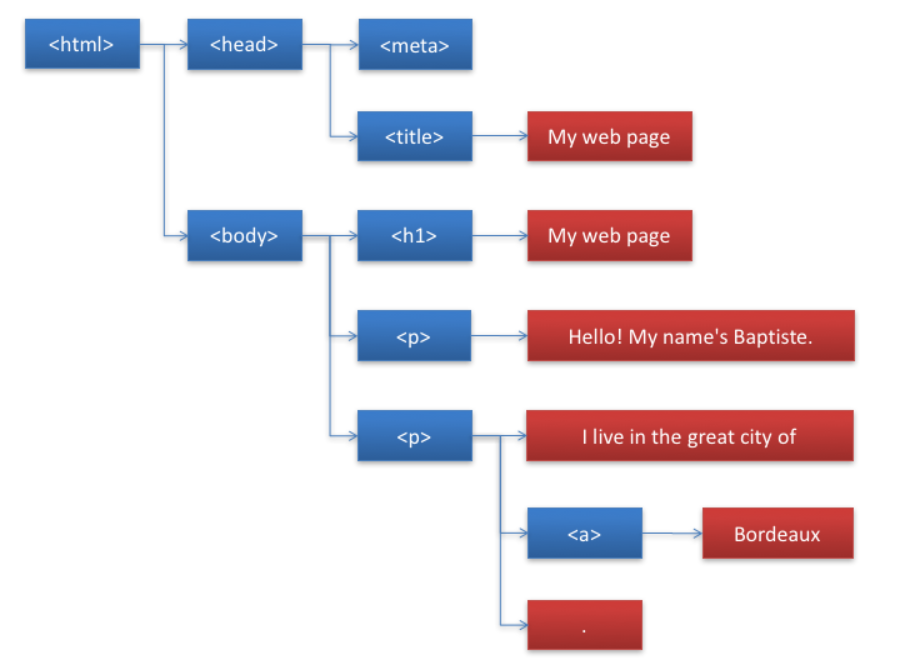 <html>
<head>
<meta>
<title>
My web page
<body>
<h1>
My web page
<p>
Hello! My name's Baptiste.
<p>
I live in the great city of
<a>
Bordeaux
.